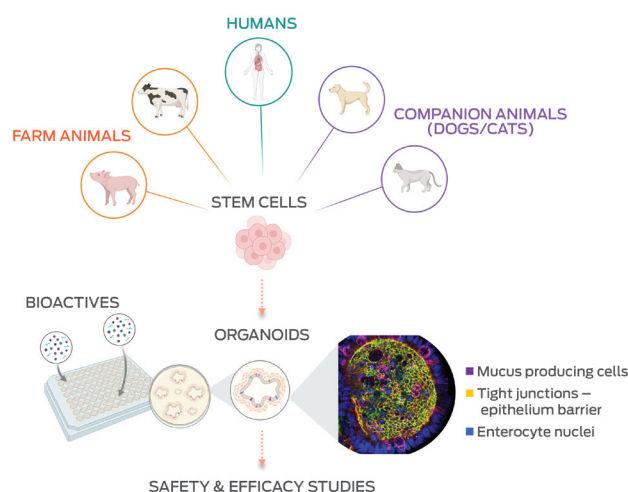 HUMANS
FARM ANIMALS
COMPANION ANIMALS
(DOGS/CATS)
STEM CELLS
BIOACTIVES
ORGANOIDS
Mucus producing cells
Tight junctions –
epithelium barrier
Enterocyte nuclei
SAFETY & EFFICACY STUDIES